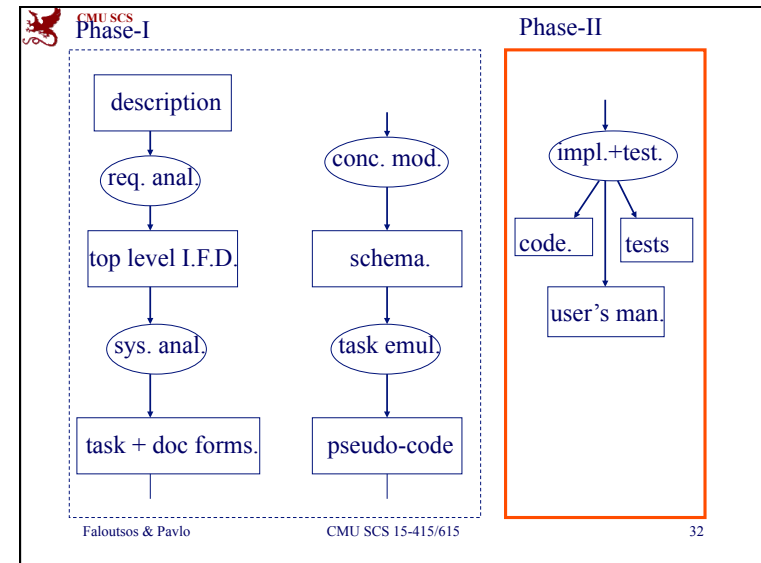 CMU SCS
Phase-I
Phase-II
description
req. anal.
top level I.F.D.
sys. anal.
task + doc forms.
conc. mod.
schema.
task emul.
pseudo-code
impl.+test.
code.
tests
user’s man.
Faloutsos & Pavlo
CMU SCS 15-415/615
32